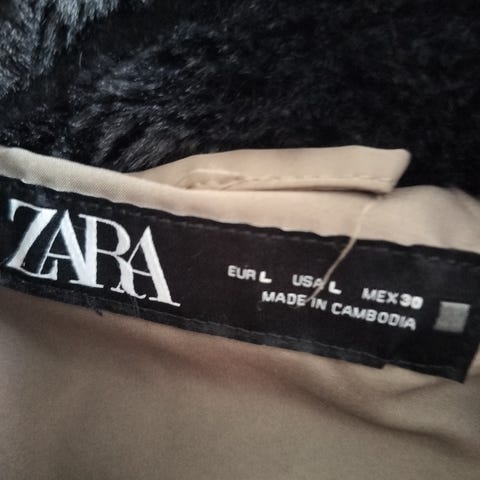 ZARA
EUR L USA L MEX 30
MADE IN CAMBODIA